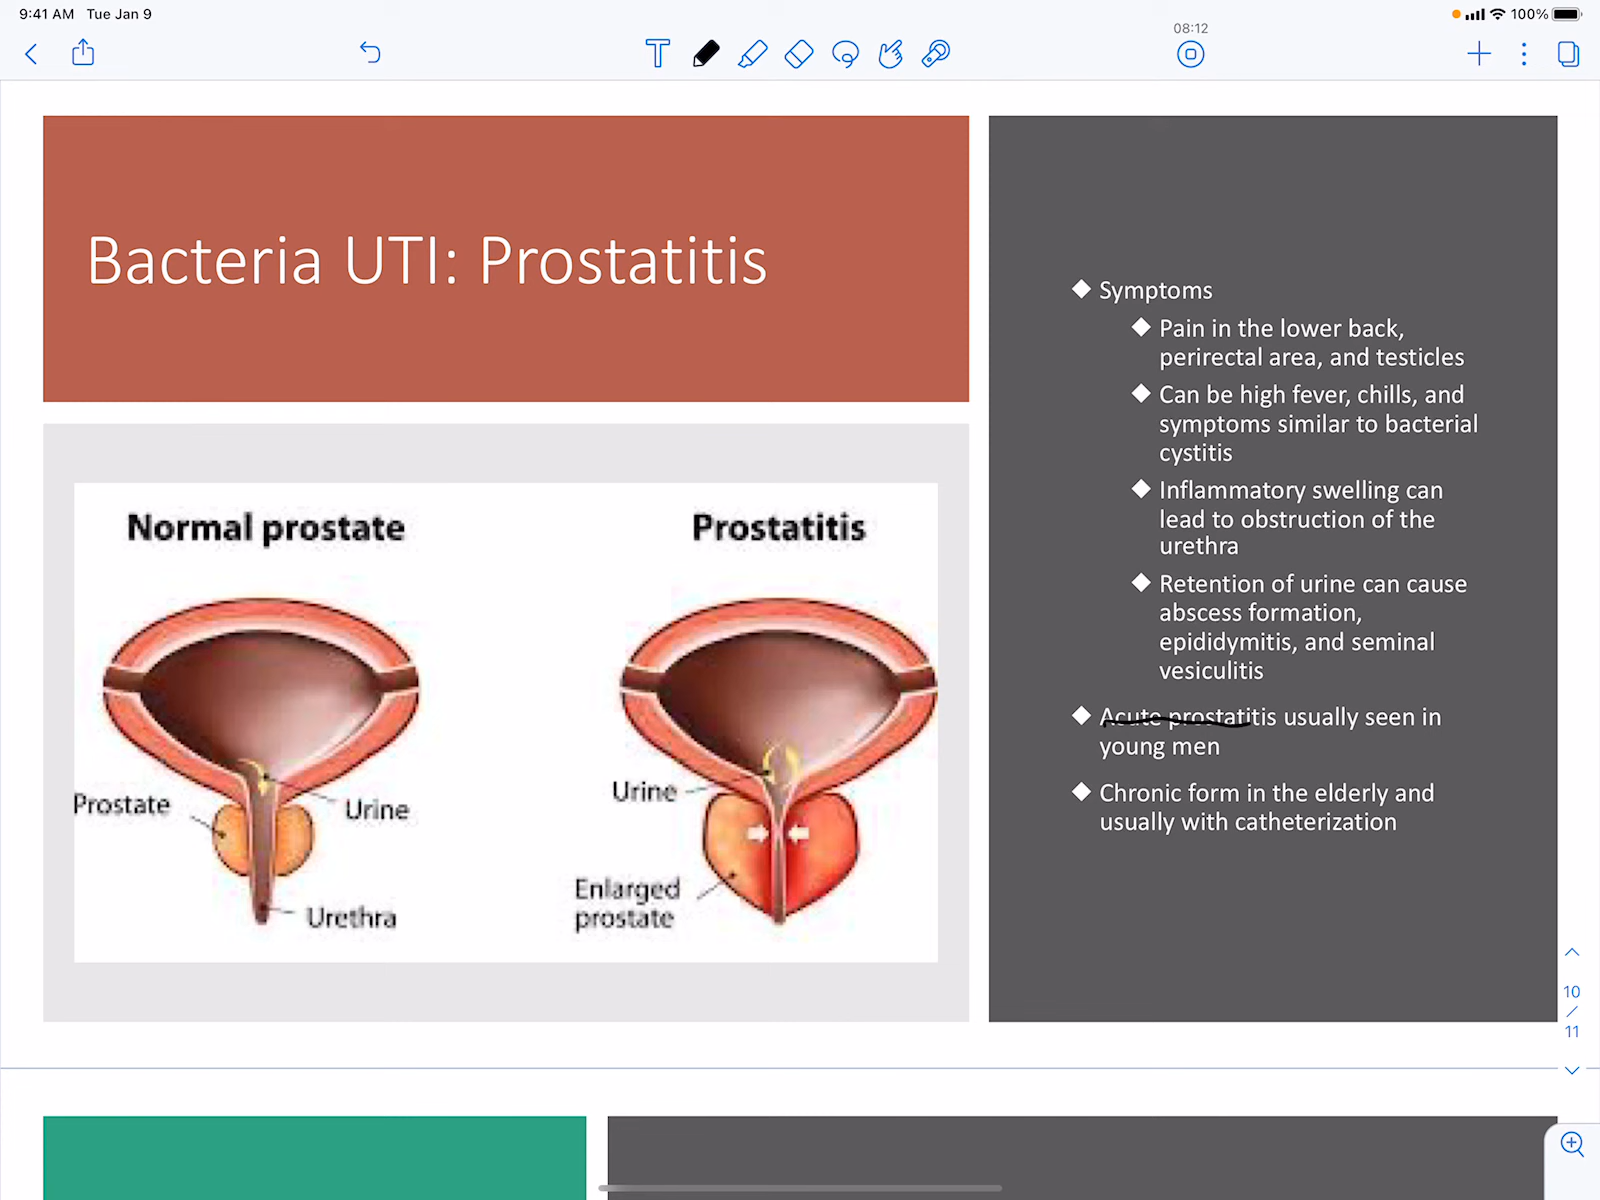 9:41 AM Tue Jan 9
100%
08:12
Bacteria UTI: Prostatitis
Normal prostate
Prostate
Urine
Urethra
Prostatitis
Urine
Enlarged
prostate
◆ Symptoms
◆ Pain in the lower back,
perirectal area, and testicles
◆ Can be high fever, chills, and
symptoms similar to bacterial
cystitis
◆ Inflammatory swelling can
lead to obstruction of the
urethra
◆ Retention of urine can cause
abscess formation,
epididymitis, and seminal
vesiculitis
◆ Acute prostatitis usually seen in
young men
◆ Chronic form in the elderly and
usually with catheterization
10
/
11